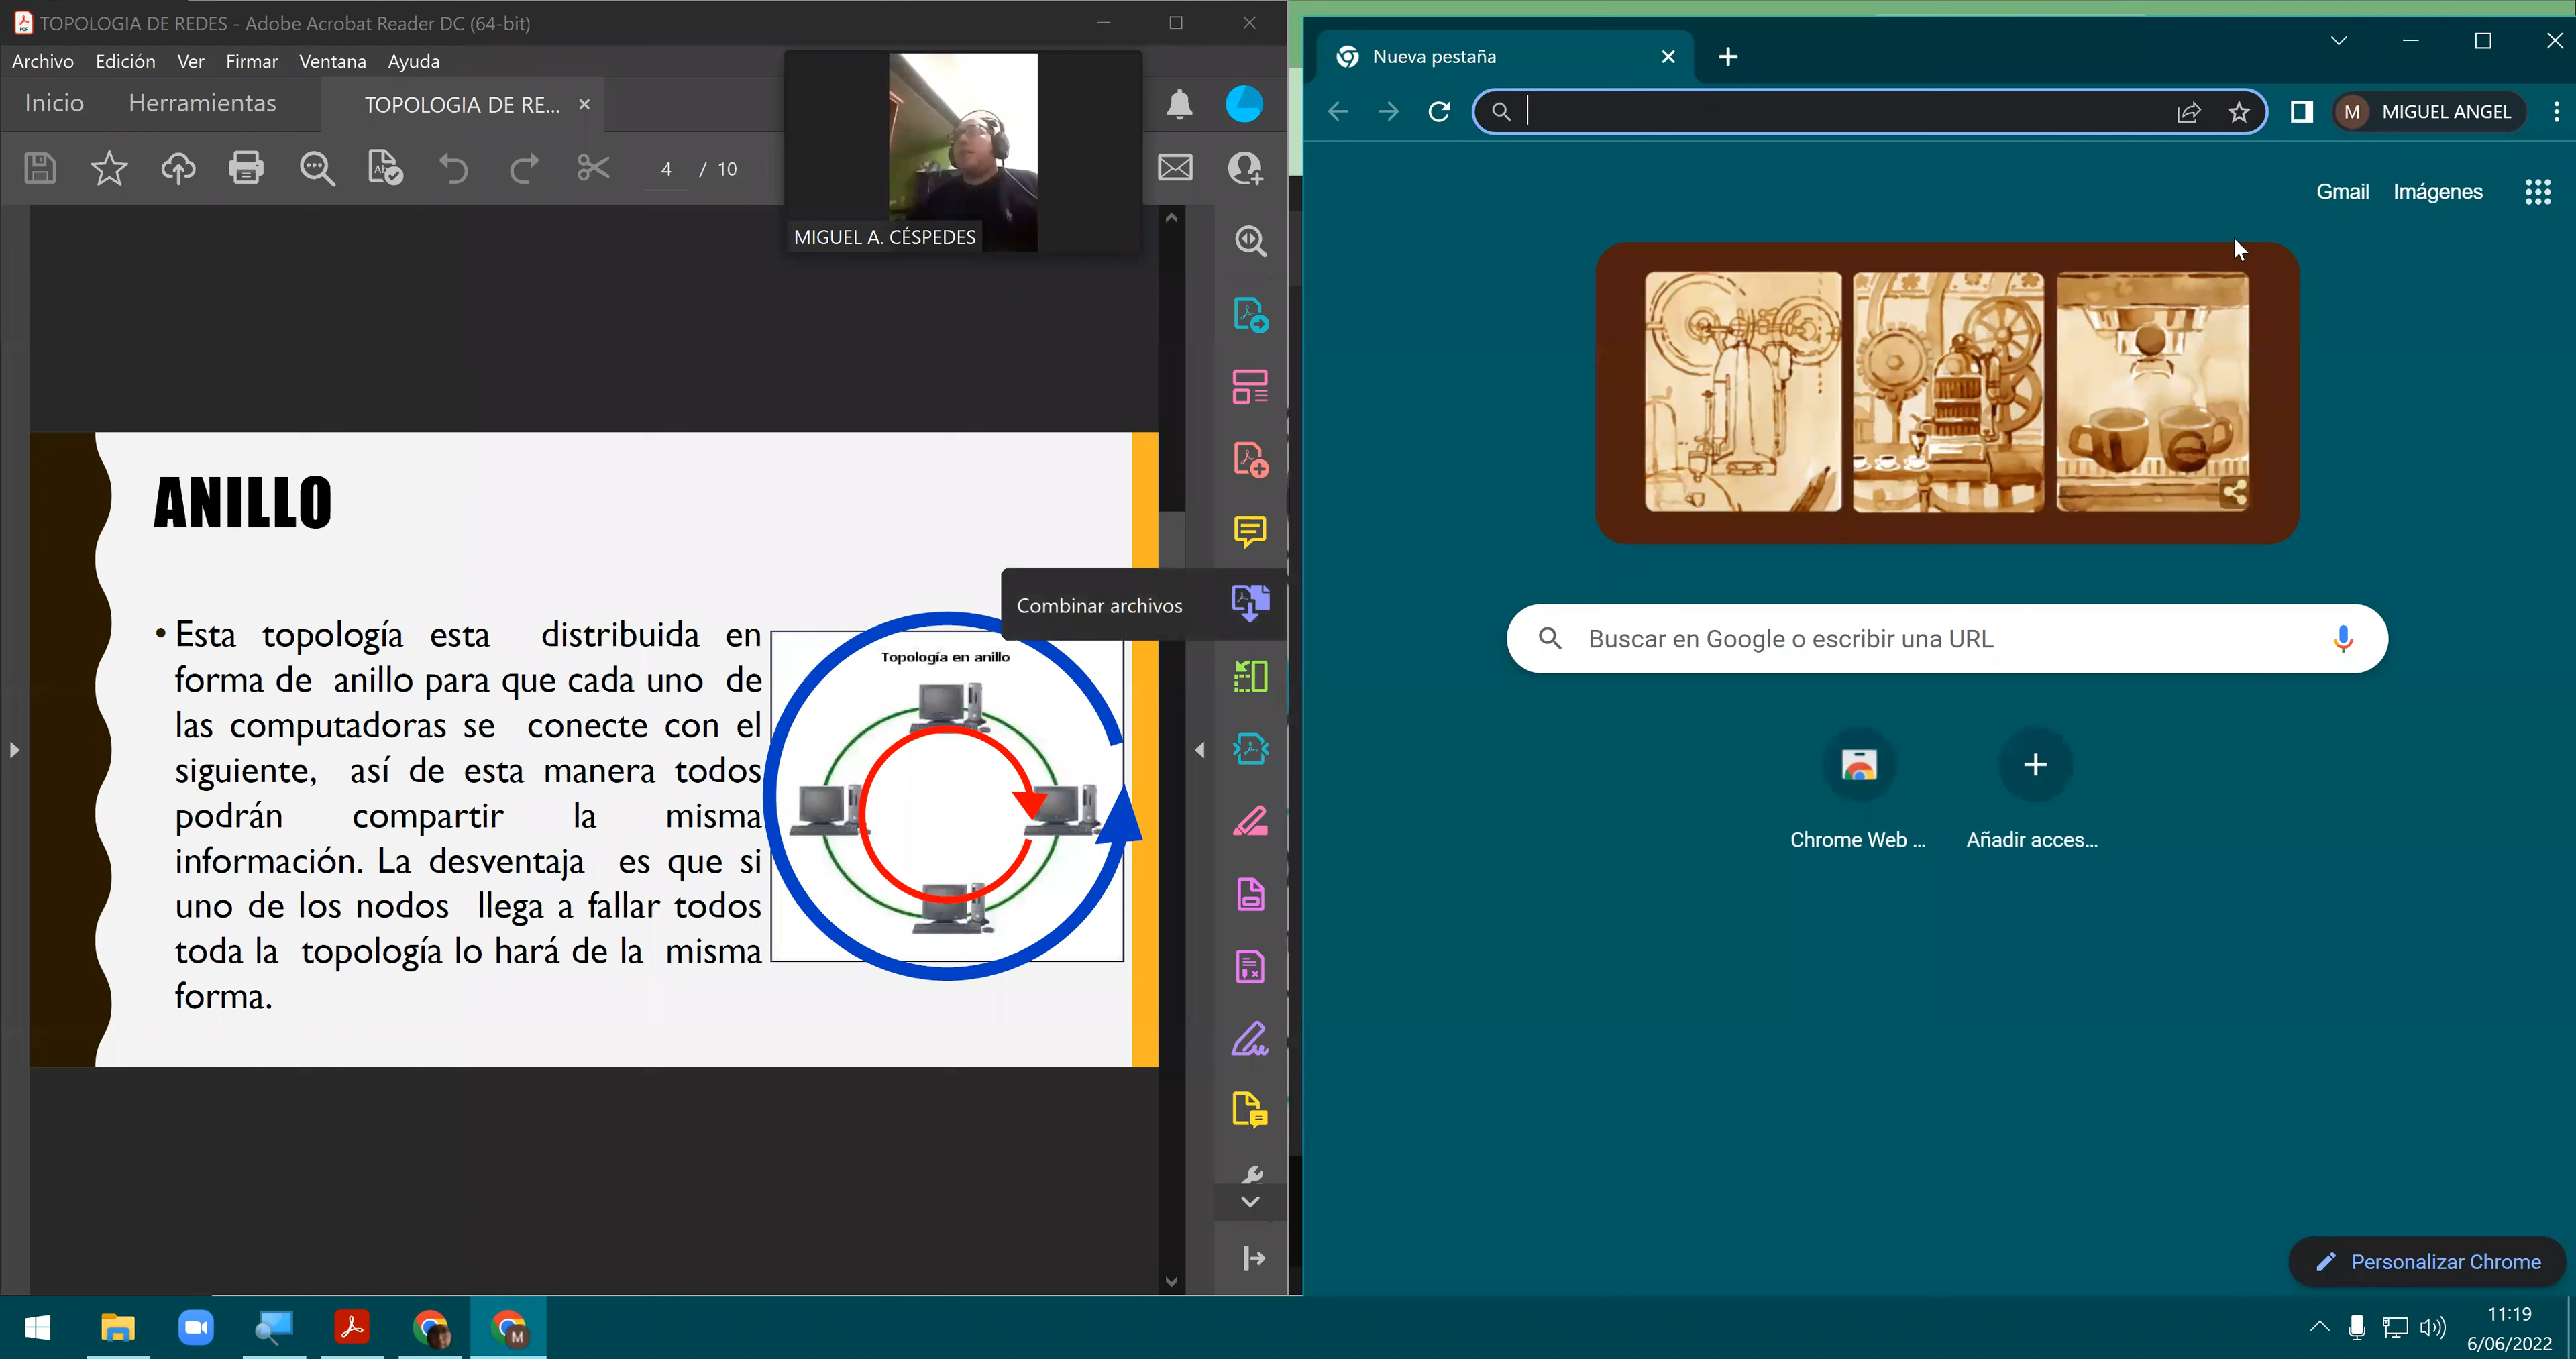 TOPOLOGIA DE REDES - Adobe Acrobat Reader DC (64-bit)
Archivo Edición Ver Firmar Ventana Ayuda
Inicio Herramientas TOPOLOGIA DE RE...
4 / 10
MIGUEL A. CÉSPEDES
ANILLO
• Esta topología esta distribuida en
forma de anillo para que cada uno de
las computadoras se conecte con el
siguiente, así de esta manera todos
podrán compartir la misma
información. La desventaja es que si
uno de los nodos llega a fallar todos
toda la topología lo hará de la misma
forma.
Topología en anillo
Combinar archivos
Nueva pestaña
M MIGUEL ANGEL
Gmail Imágenes
Buscar en Google o escribir una URL
Chrome Web ... Añadir acces...
Personalizar Chrome
M
11:19
6/06/2022